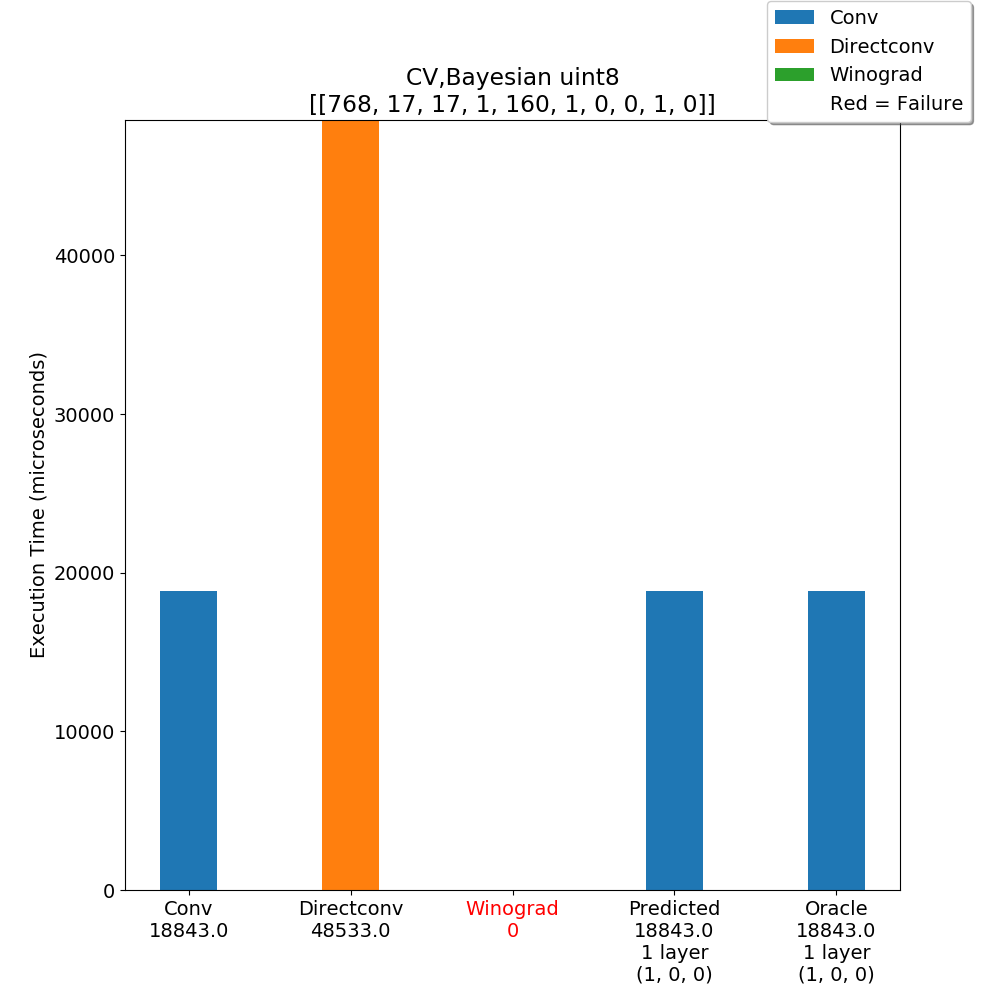 Conv
Directconv
Winograd
Red = Failure
CV,Bayesian uint8
[[768, 17, 17, 1, 160, 1, 0, 0, 1, 0]]
Execution Time (microseconds)
40000
30000
20000
10000
0
Conv
18843.0
Directconv
48533.0
Winograd
0
Predicted
18843.0
1 layer
(1, 0, 0)
Oracle
18843.0
1 layer
(1, 0, 0)